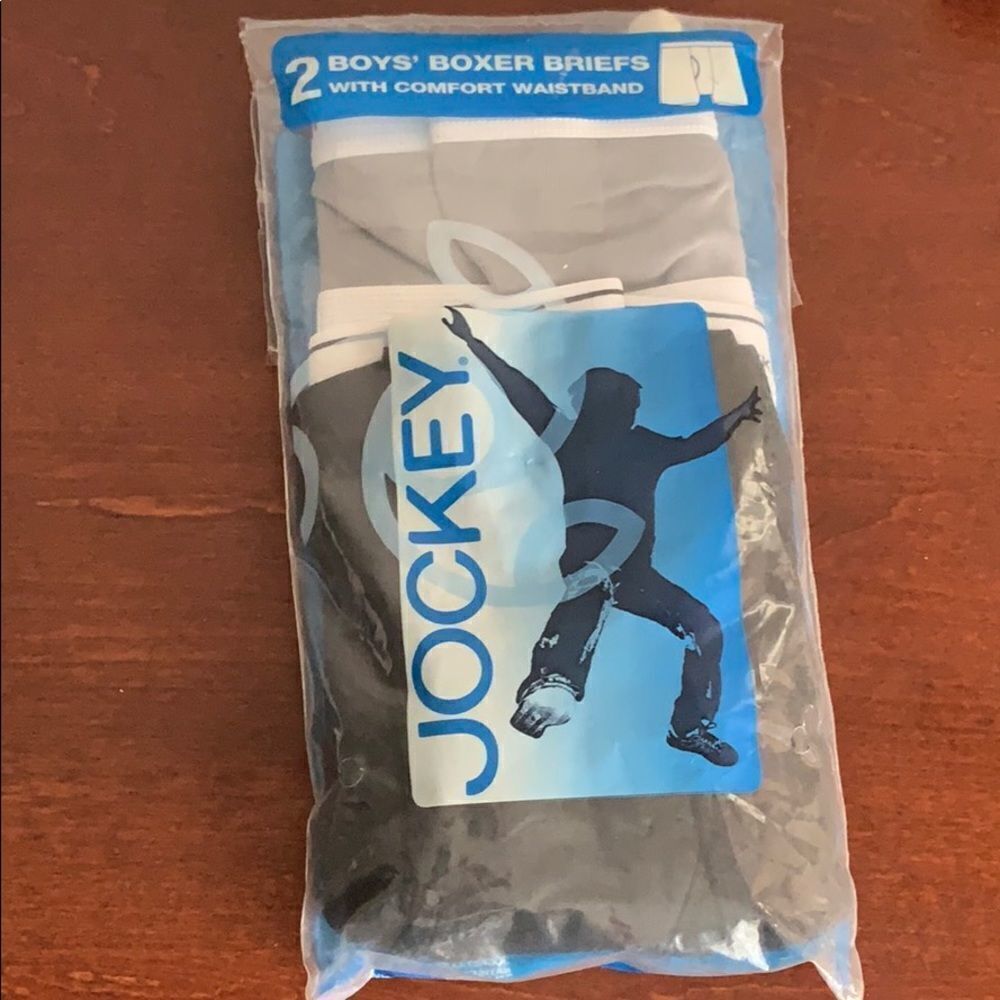 2 BOYS' BOXER BRIEFS
WITH COMFORT WAISTBAND
JOCKEY®